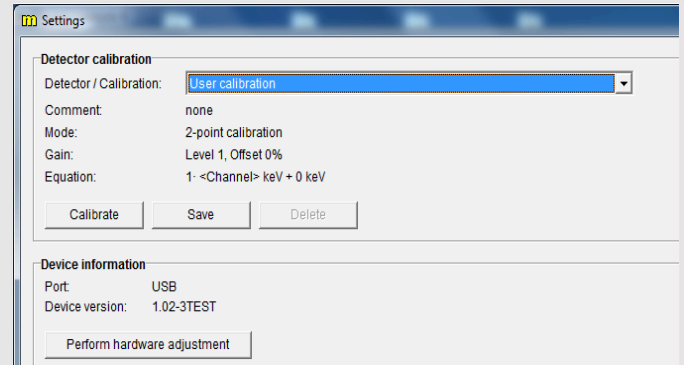 m Settings
Detector calibration
Detector / Calibration: User calibration
Comment: none
Mode: 2-point calibration
Gain: Level 1, Offset 0%
Equation: 1· <Channel> keV + 0 keV
Calibrate Save Delete
Device information
Port: USB
Device version: 1.02-3TEST
Perform hardware adjustment